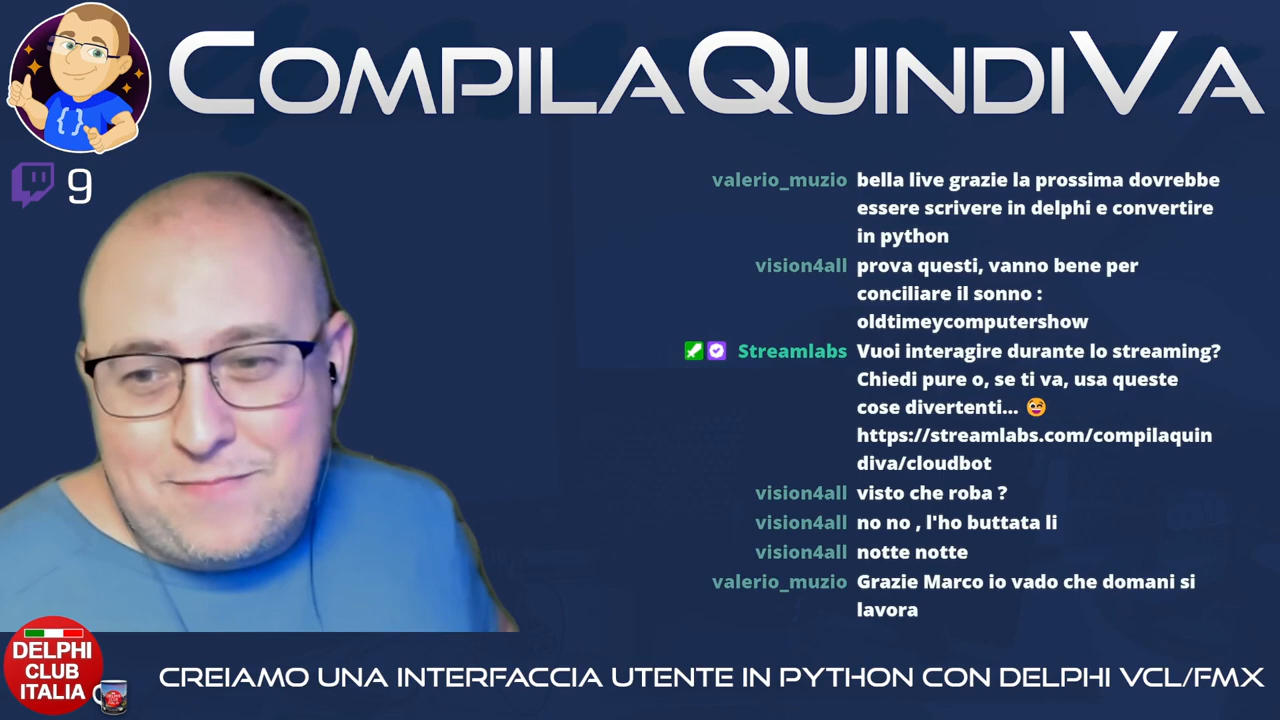 COMPILAQUINDIVA
{ }
9
valerio_muzio bella live grazie la prossima dovrebbe
essere scrivere in delphi e convertire
in python
vision4all prova questi, vanno bene per
conciliare il sonno :
oldtimeycomputershow
Streamlabs Vuoi interagire durante lo streaming?
Chiedi pure o, se ti va, usa queste
cose divertenti... 😅
https://streamlabs.com/compilaquin
diva/cloudbot
vision4all visto che roba ?
vision4all no no , l'ho buttata li
vision4all notte notte
valerio_muzio Grazie Marco io vado che domani si
lavora
DELPHI
CLUB
ITALIA
CREIAMO UNA INTERFACCIA UTENTE IN PYTHON CON DELPHI VCL/FMX